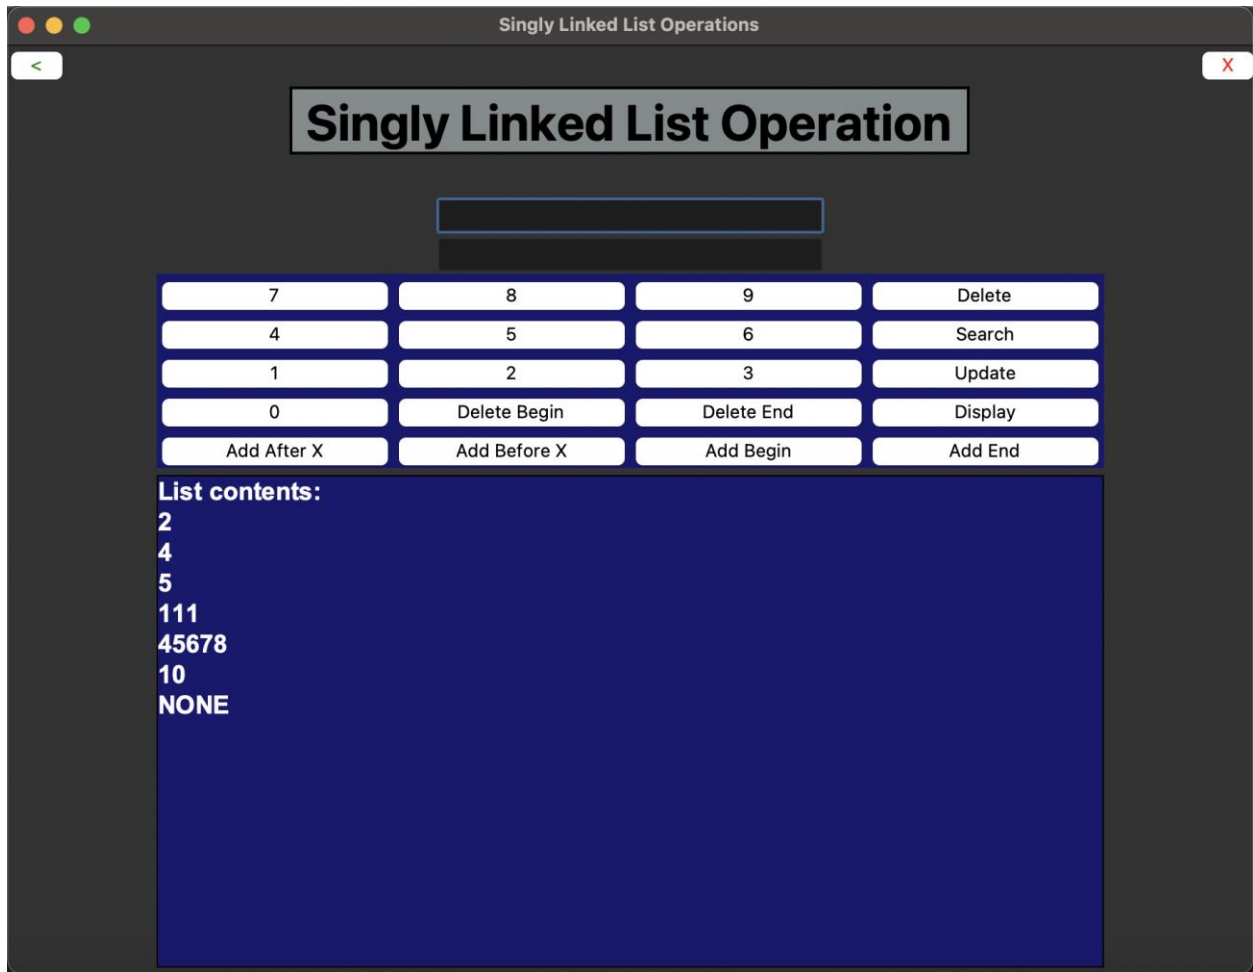 Singly Linked List Operations
< X
Singly Linked List Operation
7 8 9 Delete
4 5 6 Search
1 2 3 Update
0 Delete Begin Delete End Display
Add After X Add Before X Add Begin Add End
List contents:
2
4
5
111
45678
10
NONE